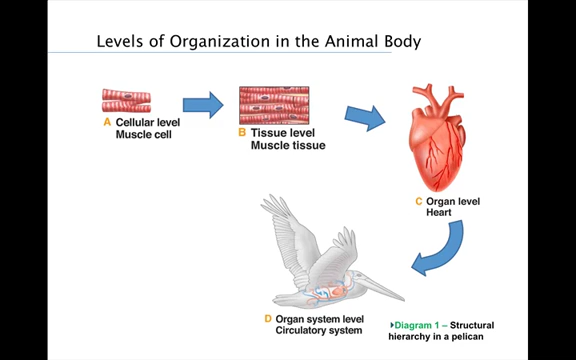 Levels of Organization in the Animal Body
A Cellular level
Muscle cell
B Tissue level
Muscle tissue
C Organ level
Heart
D Organ system level
Circulatory system
Diagram 1 – Structural
hierarchy in a pelican